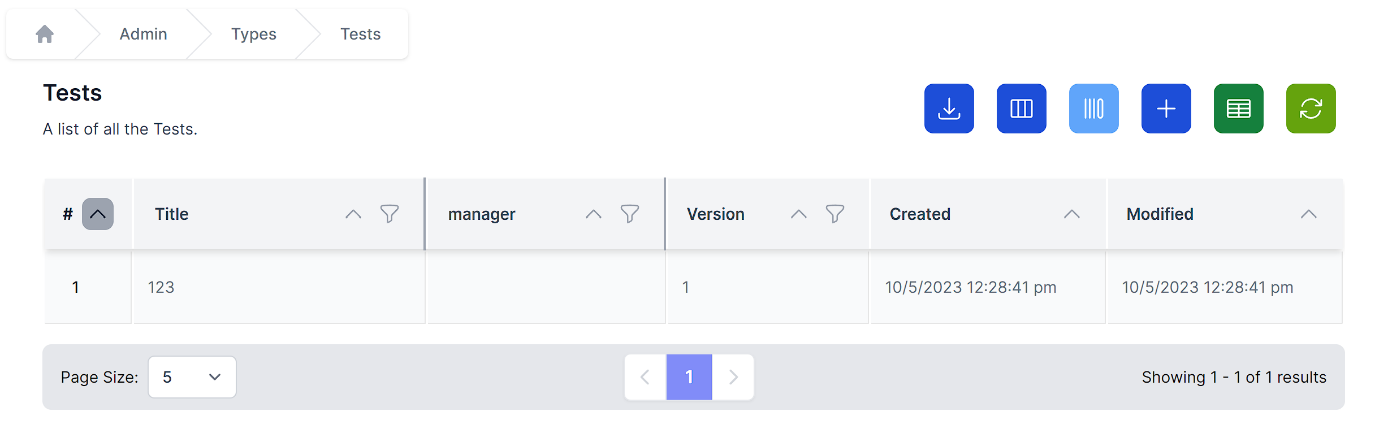 Admin Types Tests
Tests
A list of all the Tests.
# Title manager Version Created Modified
1 123 1 10/5/2023 12:28:41 pm 10/5/2023 12:28:41 pm
Page Size: 5 1 Showing 1 - 1 of 1 results